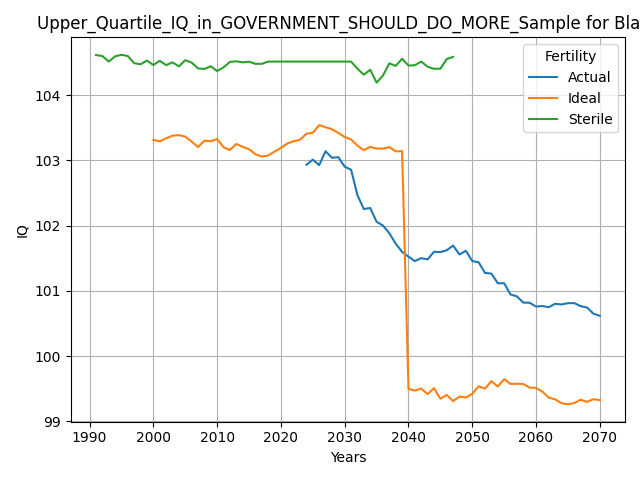 Upper_Quartile_IQ_in_GOVERNMENT_SHOULD_DO_MORE_Sample for Bla
Fertility
Actual
Ideal
Sterile
104
103
102
101
100
99
IQ
1990 2000 2010 2020 2030 2040 2050 2060 2070
Years